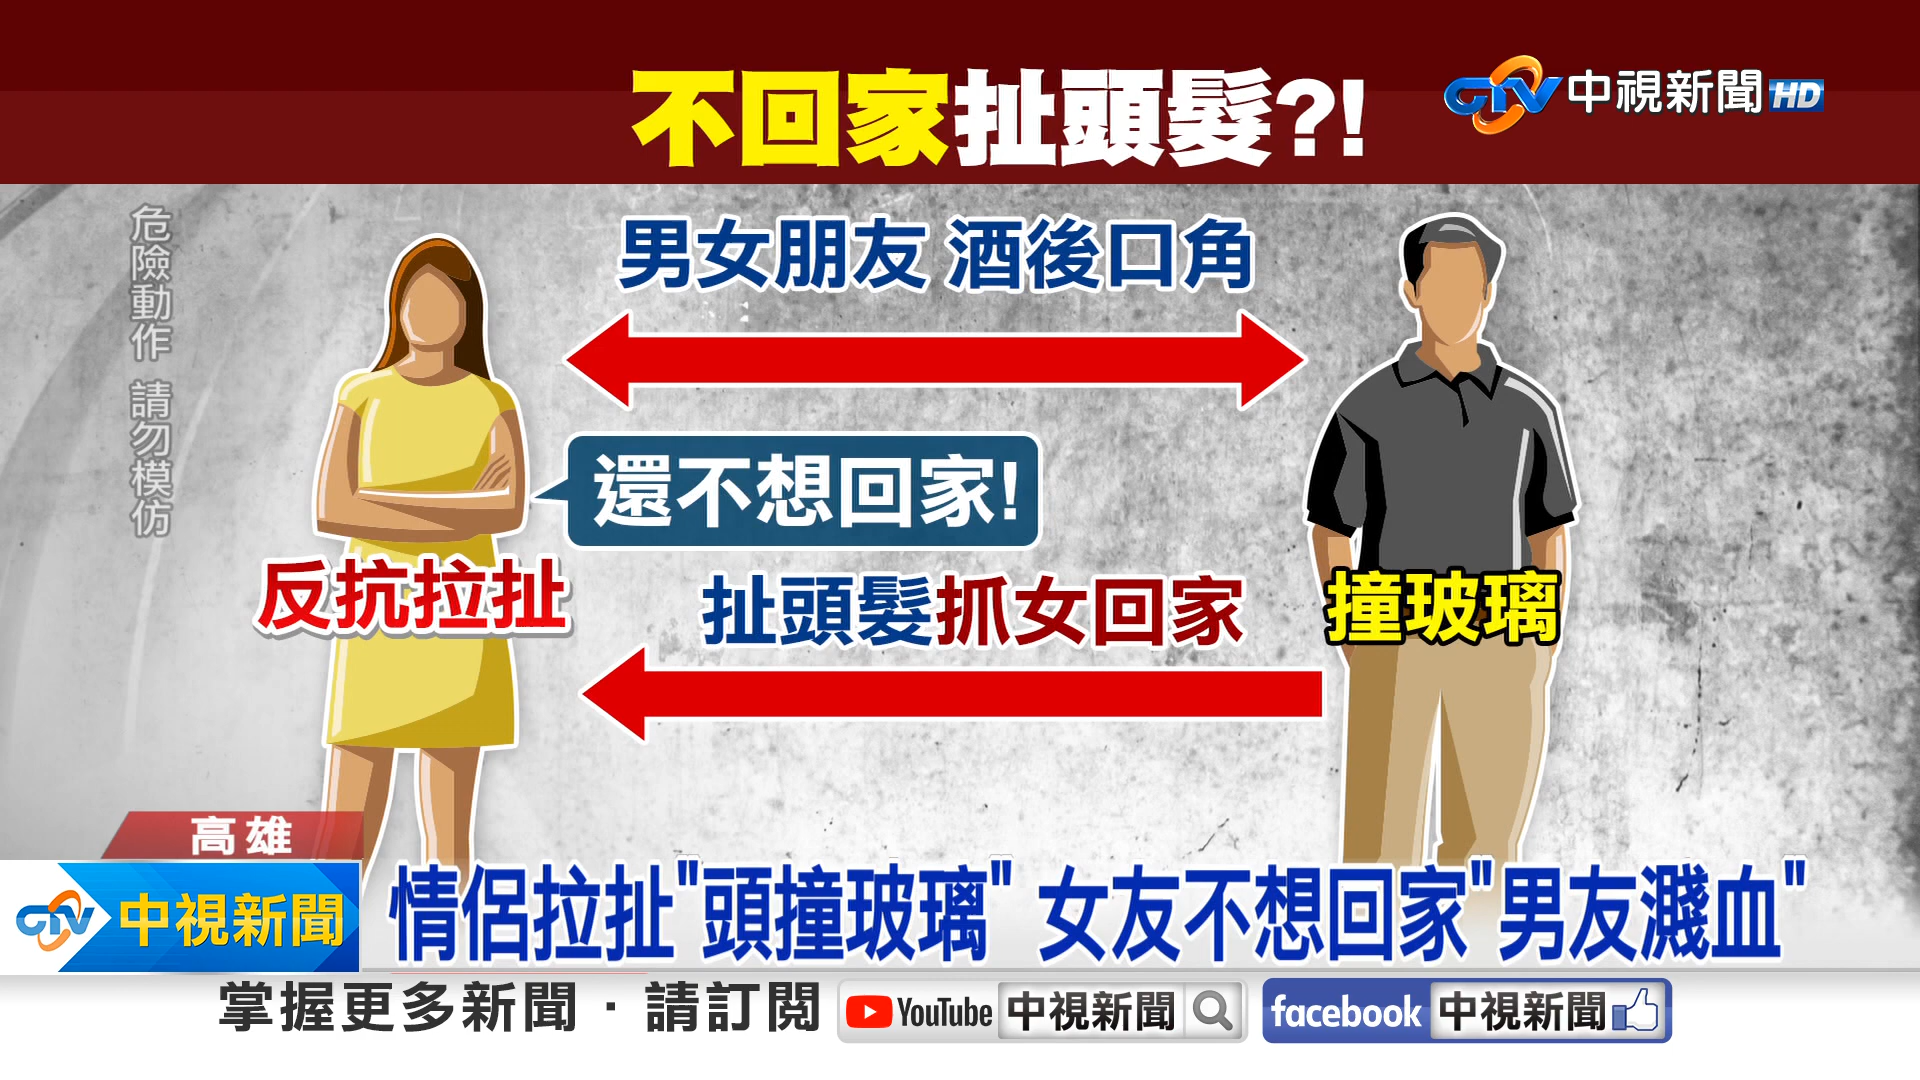 不回家扯頭髮?!
CTV 中視新聞 HD
危險動作 請勿模仿
男女朋友 酒後口角
還不想回家!
反抗拉扯
扯頭髮抓女回家
撞玻璃
高雄
CTV 中視新聞
情侶拉扯"頭撞玻璃" 女友不想回家"男友濺血"
掌握更多新聞·請訂閱 YouTube 中視新聞 facebook 中視新聞